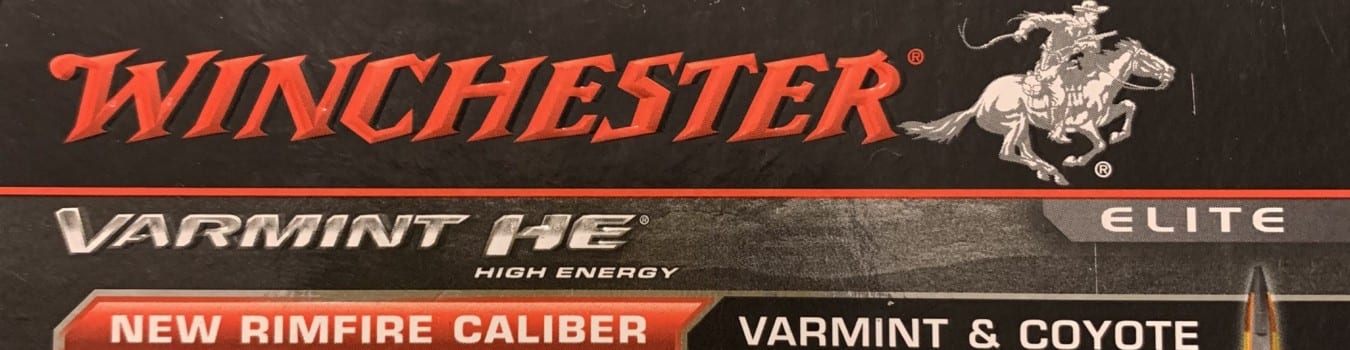 WINCHESTER®
®
VARMINT HE®
ELITE
HIGH ENERGY
NEW RIMFIRE CALIBER
VARMINT & COYOTE